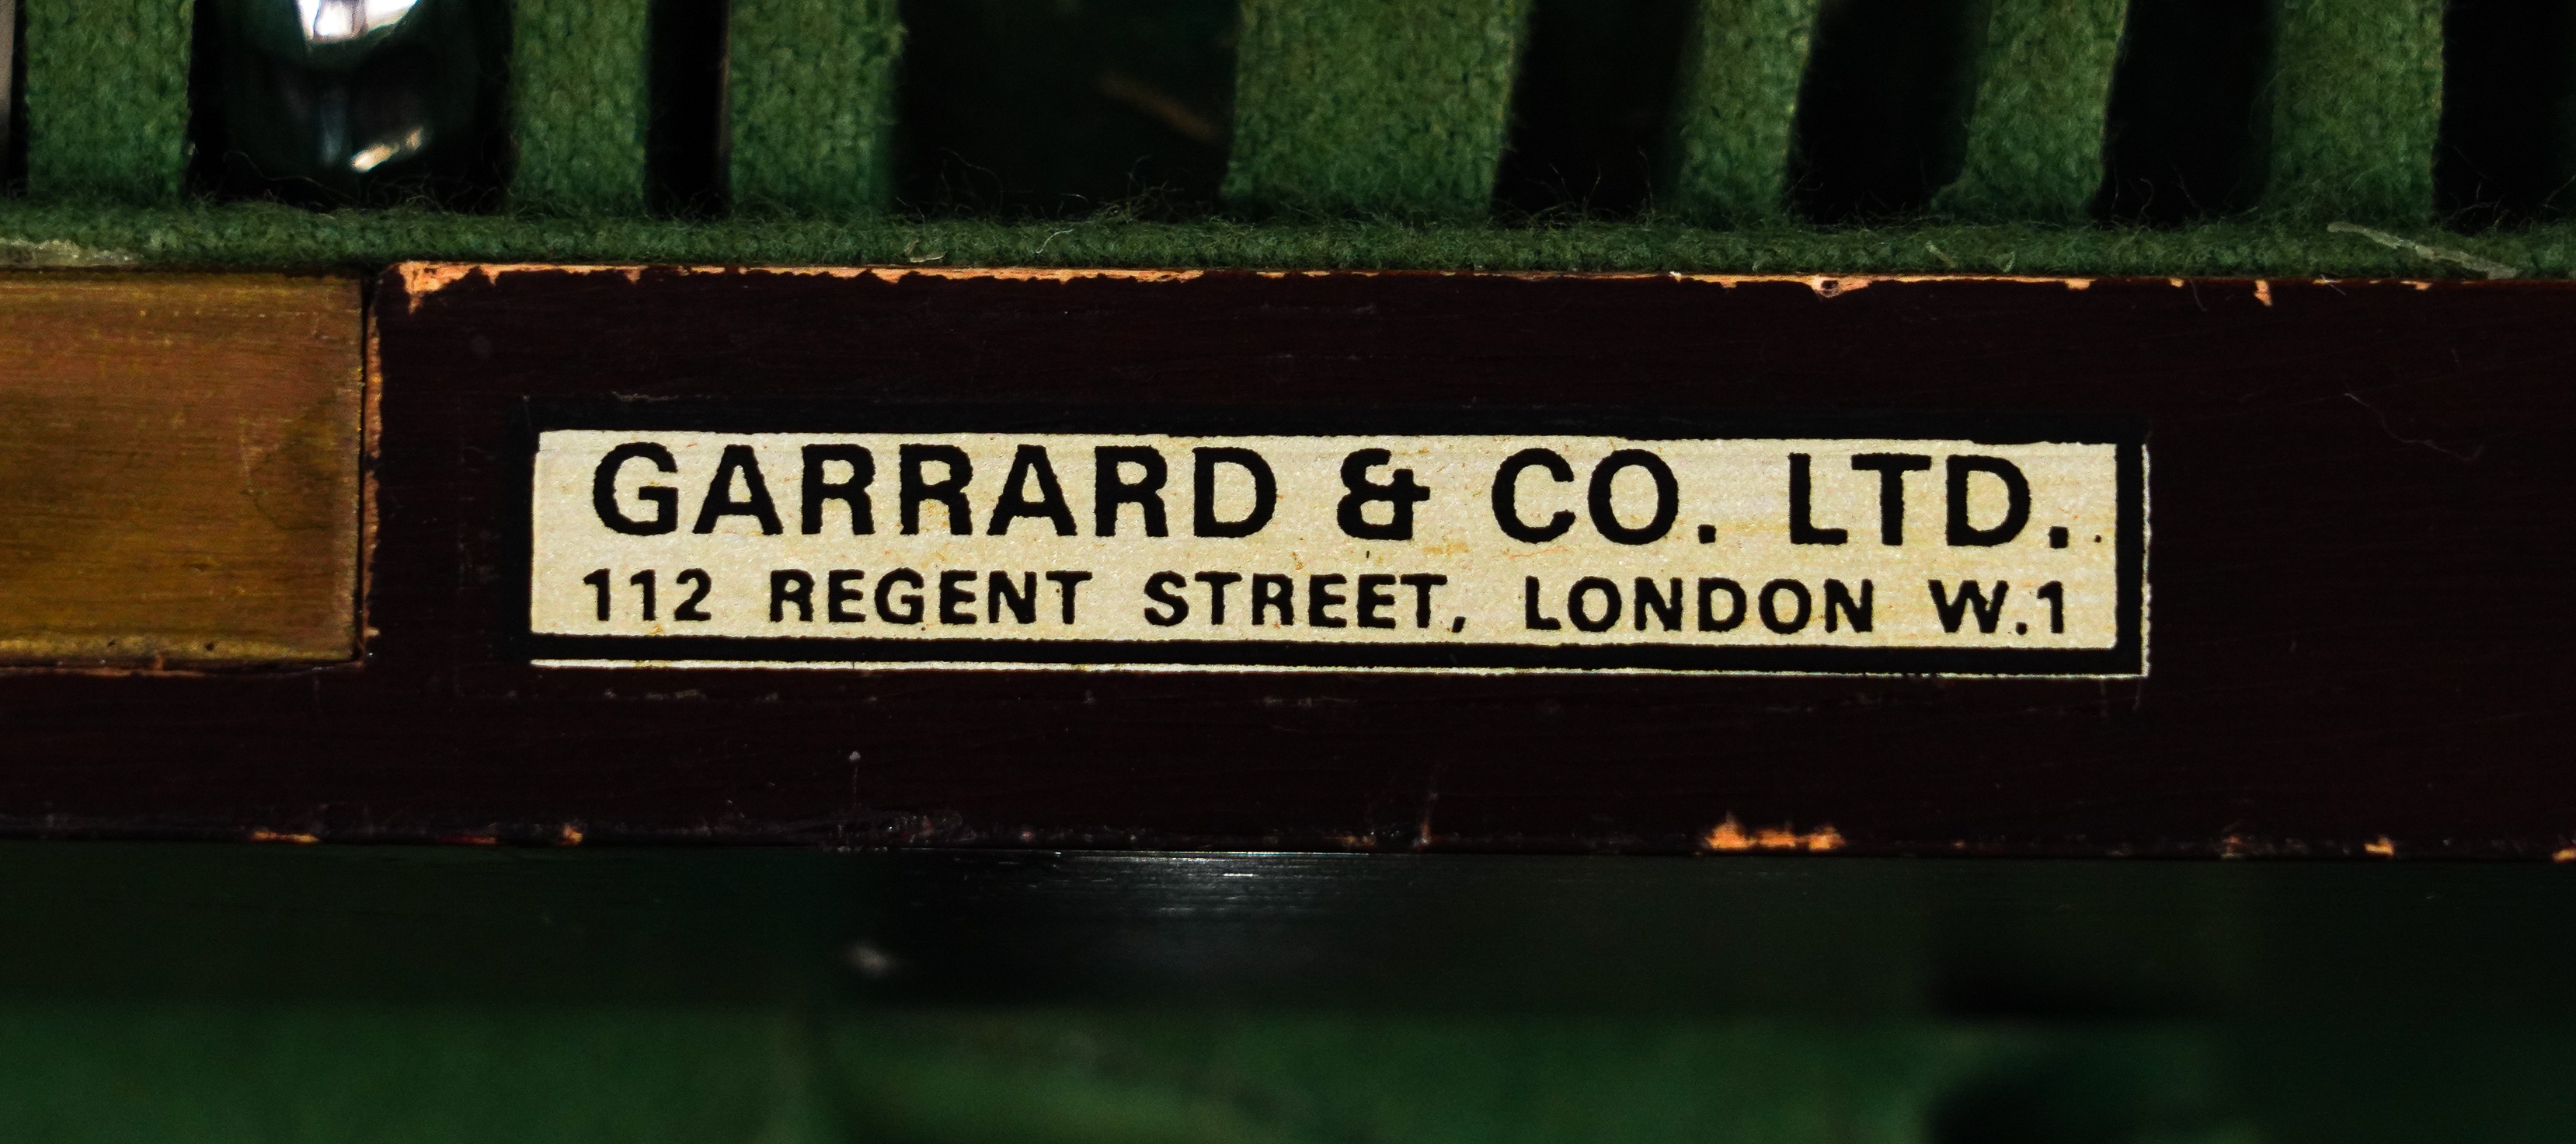 GARRARD & CO. LTD.
112 REGENT STREET, LONDON W.1